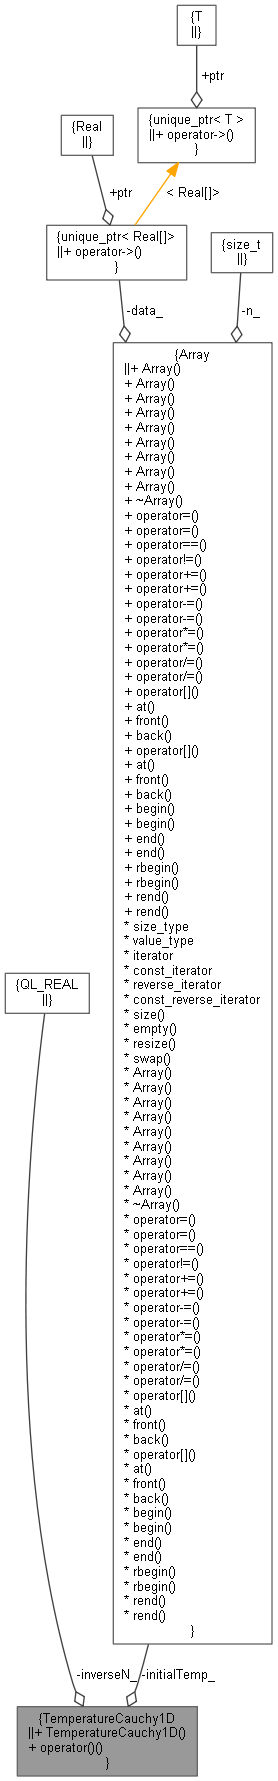 {T
||}
+ptr
{unique_ptr< T >
||+ operator->()
}
{Real
||}
+ptr
< Real[]>
{unique_ptr< Real[]>
||+ operator->()
}
{size_t
||}
-data_
-n_
{Array
||+ Array()
+ Array()
+ Array()
+ Array()
+ Array()
+ Array()
+ Array()
+ Array()
+ Array()
+ ~Array()
+ operator=()
+ operator=()
+ operator==()
+ operator!=()
+ operator+=()
+ operator+=()
+ operator-=()
+ operator-=()
+ operator*=()
+ operator*=()
+ operator/=()
+ operator/=()
+ operator[]()
+ at()
+ front()
+ back()
+ operator[]()
+ at()
+ front()
+ back()
+ begin()
+ begin()
+ end()
+ end()
+ rbegin()
+ rbegin()
+ rend()
+ rend()
* size_type
* value_type
* iterator
* const_iterator
* reverse_iterator
* const_reverse_iterator
* size()
* empty()
* resize()
* swap()
* Array()
* Array()
* Array()
* Array()
* Array()
* Array()
* Array()
* Array()
* Array()
* ~Array()
* operator=()
* operator=()
* operator==()
* operator!=()
* operator+=()
* operator+=()
* operator-=()
* operator-=()
* operator*=()
* operator*=()
* operator/=()
* operator/=()
* operator[]()
* at()
* front()
* back()
* operator[]()
* at()
* front()
* back()
* begin()
* begin()
* end()
* end()
* rbegin()
* rbegin()
* rend()
* rend()
}
{QL_REAL
||}
-inverseN_
-initialTemp_
{TemperatureCauchy1D
||+ TemperatureCauchy1D()
+ operator()()
}